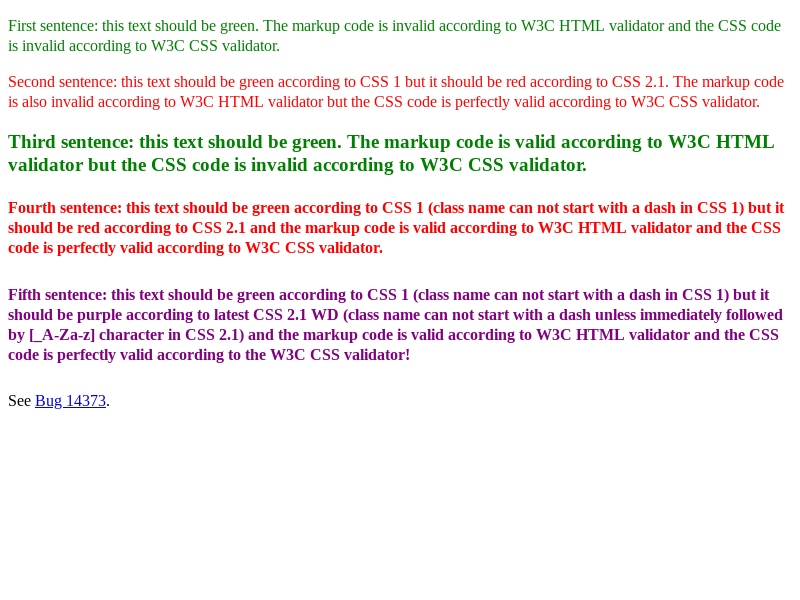 First sentence: this text should be green. The markup code is invalid according to W3C HTML validator and the CSS code
is invalid according to W3C CSS validator.
Second sentence: this text should be green according to CSS 1 but it should be red according to CSS 2.1. The markup code
is also invalid according to W3C HTML validator but the CSS code is perfectly valid according to W3C CSS validator.
Third sentence: this text should be green. The markup code is valid according to W3C HTML
validator but the CSS code is invalid according to W3C CSS validator.
Fourth sentence: this text should be green according to CSS 1 (class name can not start with a dash in CSS 1) but it
should be red according to CSS 2.1 and the markup code is valid according to W3C HTML validator and the CSS
code is perfectly valid according to W3C CSS validator.
Fifth sentence: this text should be green according to CSS 1 (class name can not start with a dash in CSS 1) but it
should be purple according to latest CSS 2.1 WD (class name can not start with a dash unless immediately followed
by [_A-Za-z] character in CSS 2.1) and the markup code is valid according to W3C HTML validator and the CSS
code is perfectly valid according to the W3C CSS validator!
See Bug 14373.